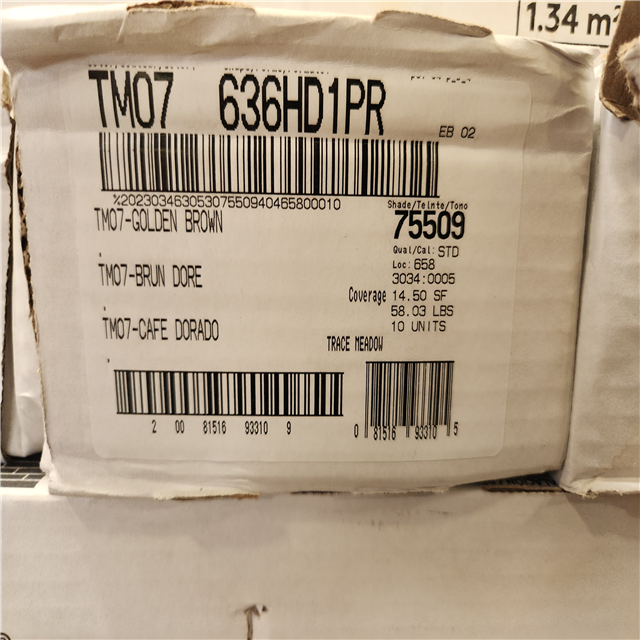 1.34 m²
TM07 636HD1PR
EB 02
%2023034630530755094046580010
Shade/Teinte/Tono
TM07-GOLDEN BROWN
75509
Qual/Cal: STD
Loc: 658
TM07-BRUN DORE
3034:0005
Coverage 14.50 SF
58.03 LBS
TM07-CAFE DORADO
10 UNITS
TRACE MEADOW
2 00 81516 93310 9
0 81516 93310 5